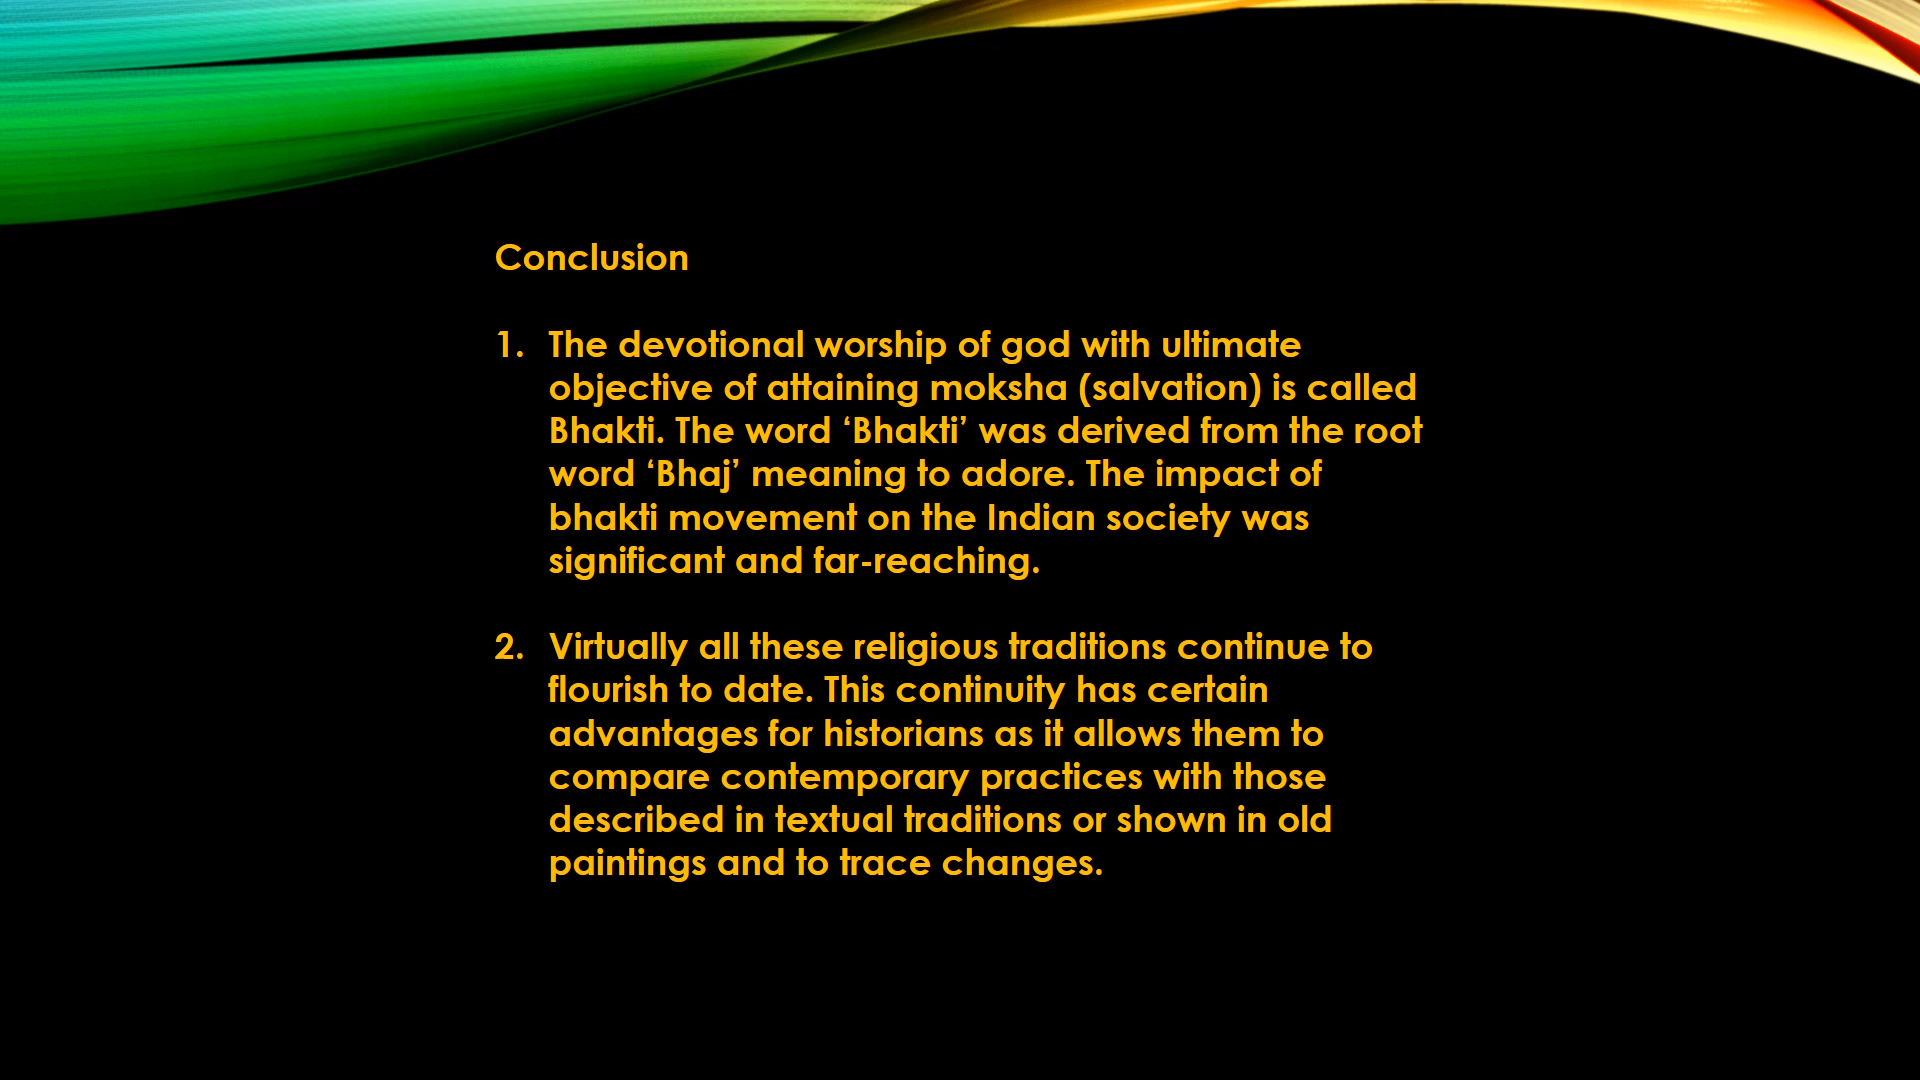 Conclusion
1. The devotional worship of god with ultimate
objective of attaining moksha (salvation) is called
Bhakti. The word ‘Bhakti’ was derived from the root
word ‘Bhaj’ meaning to adore. The impact of
bhakti movement on the Indian society was
significant and far-reaching.
2. Virtually all these religious traditions continue to
flourish to date. This continuity has certain
advantages for historians as it allows them to
compare contemporary practices with those
described in textual traditions or shown in old
paintings and to trace changes.